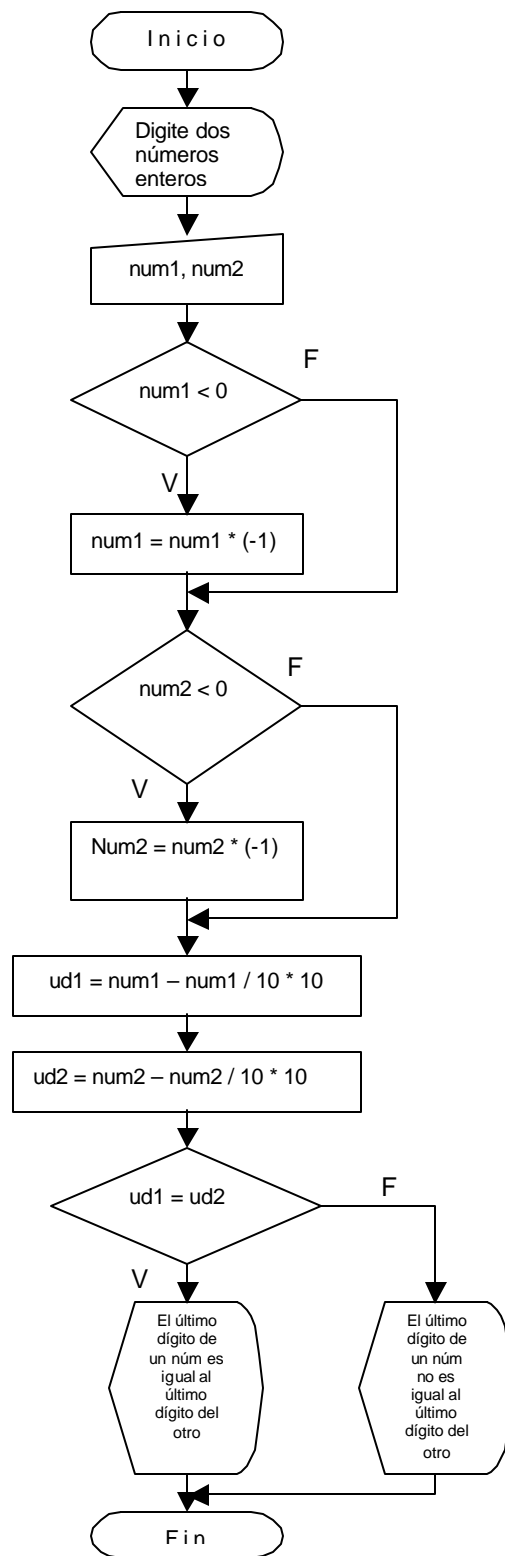 Inicio
Digite dos
números
enteros
num1, num2
num1 < 0
F
V
num1 = num1 * (-1)
num2 < 0
F
V
Num2 = num2 * (-1)
ud1 = num1 – num1 / 10 * 10
ud2 = num2 – num2 / 10 * 10
ud1 = ud2
F
V
El último
dígito de
un núm es
igual al
último
dígito del
otro
El último
dígito de
un núm
no es
igual al
último
dígito del
otro
Fin